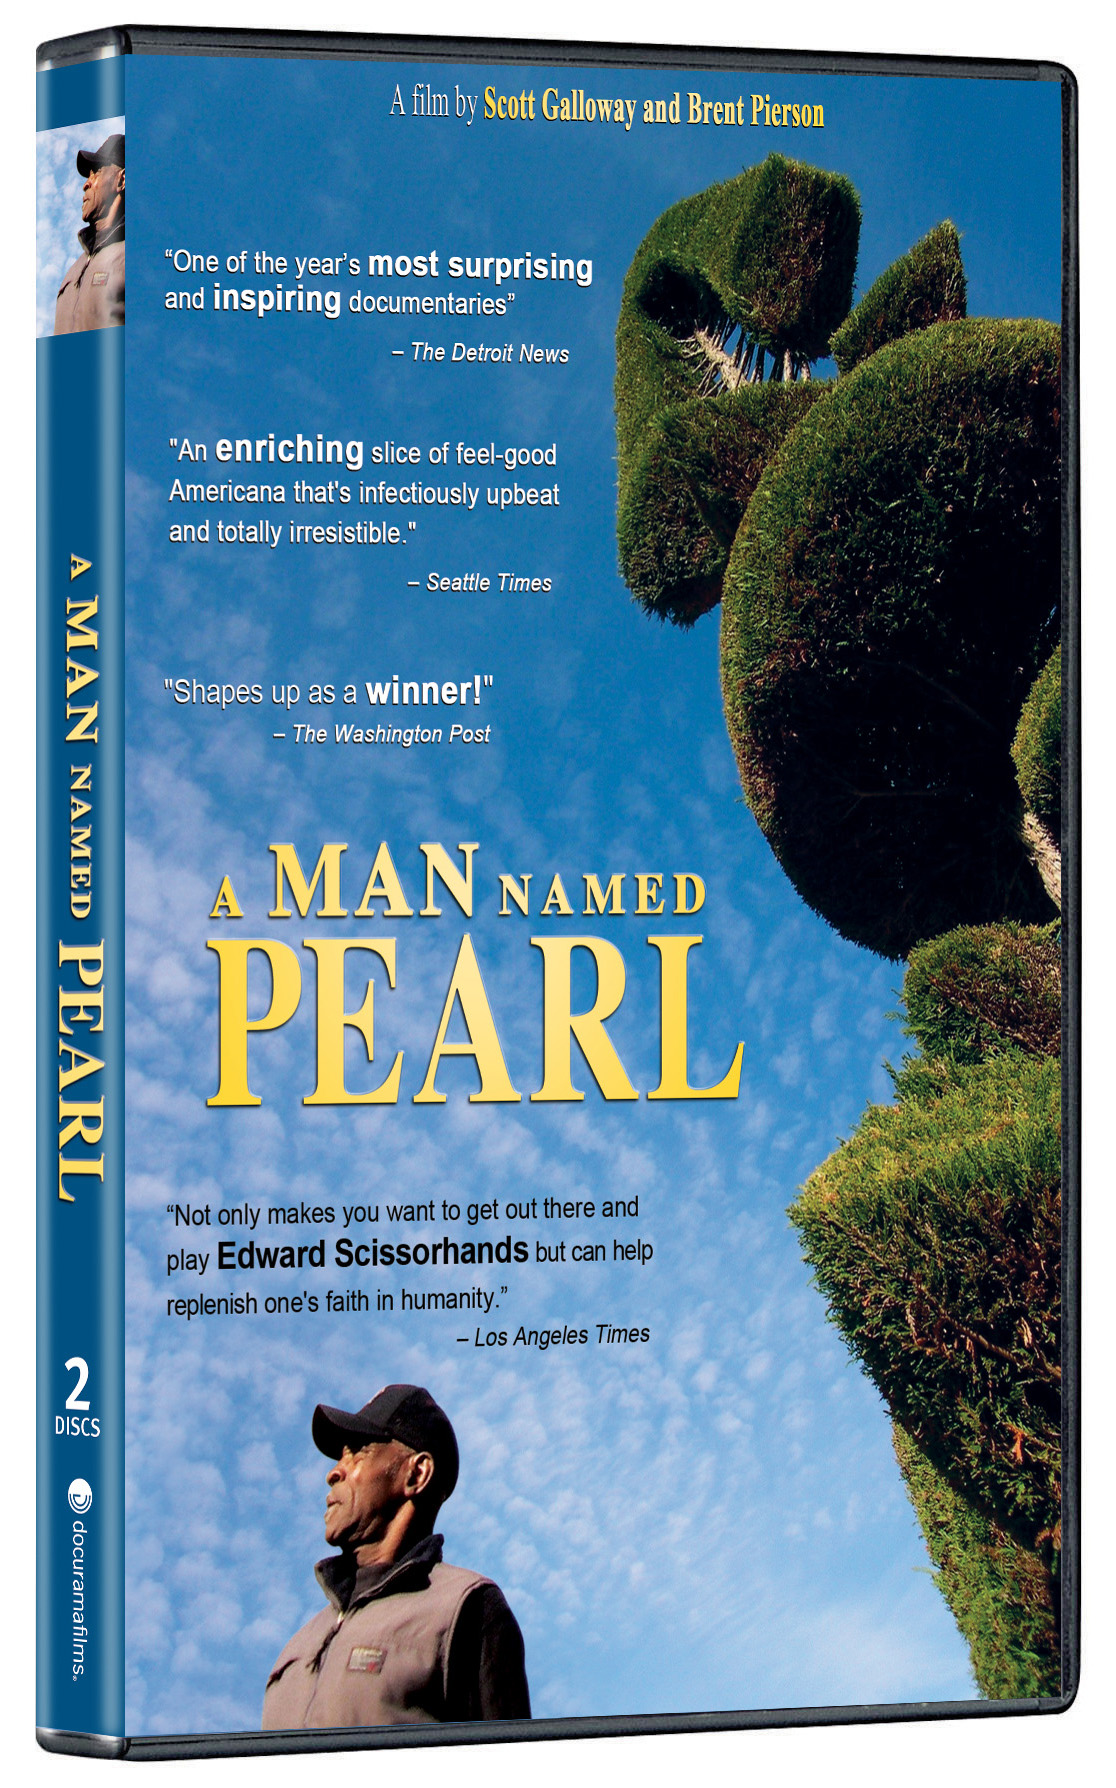 A film by Scott Galloway and Brent Pierson
“One of the year’s most surprising
and inspiring documentaries”
– The Detroit News
"An enriching slice of feel-good
Americana that's infectiously upbeat
and totally irresistible."
– Seattle Times
"Shapes up as a winner!"
– The Washington Post
A MAN NAMED
PEARL
“Not only makes you want to get out there and
play Edward Scissorhands but can help
replenish one's faith in humanity.”
– Los Angeles Times
A MAN NAMED PEARL
2
DISCS
docuramafilms®